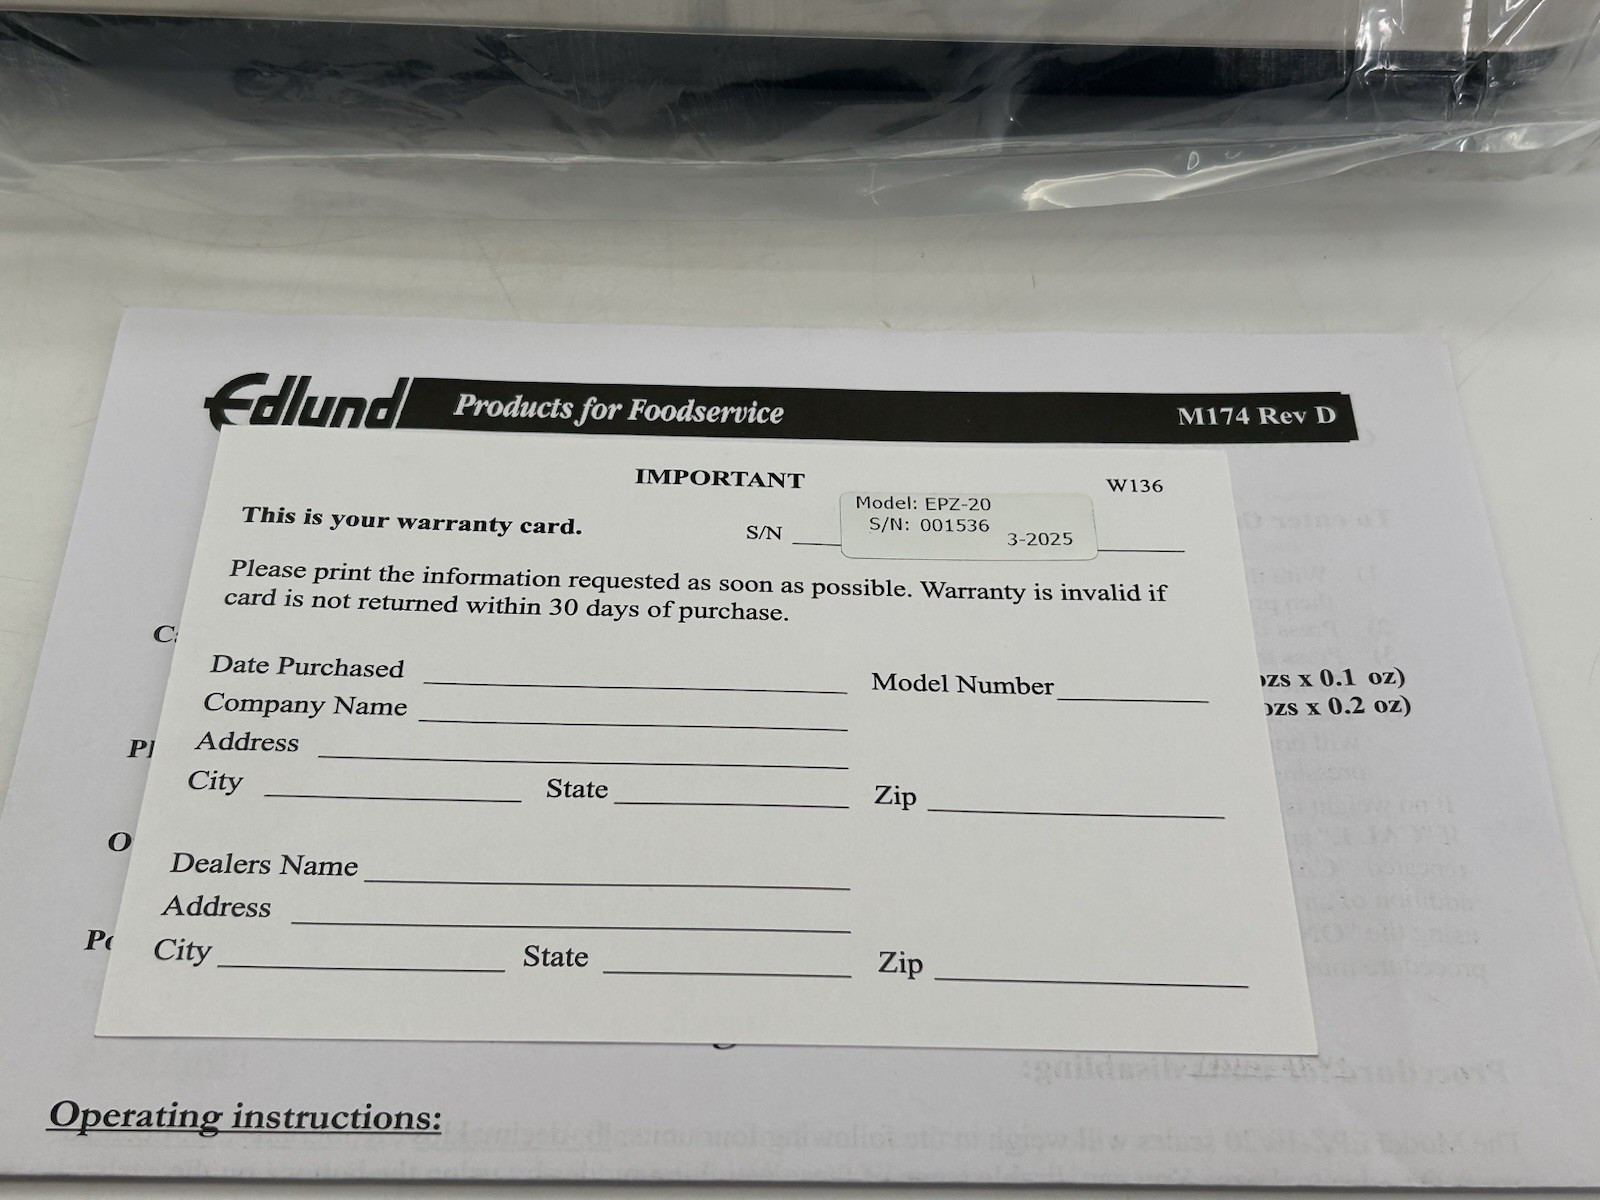 Edlund Products for Foodservice M174 Rev D
IMPORTANT W136
Model: EPZ-20
This is your warranty card. S/N
S/N: 001536
3-2025
Please print the information requested as soon as possible. Warranty is invalid if
card is not returned within 30 days of purchase.
Date Purchased Model Number
Company Name
Address
City State Zip
Dealers Name
Address
City State Zip
ozs x 0.1 oz)
ozs x 0.2 oz)
Operating instructions: